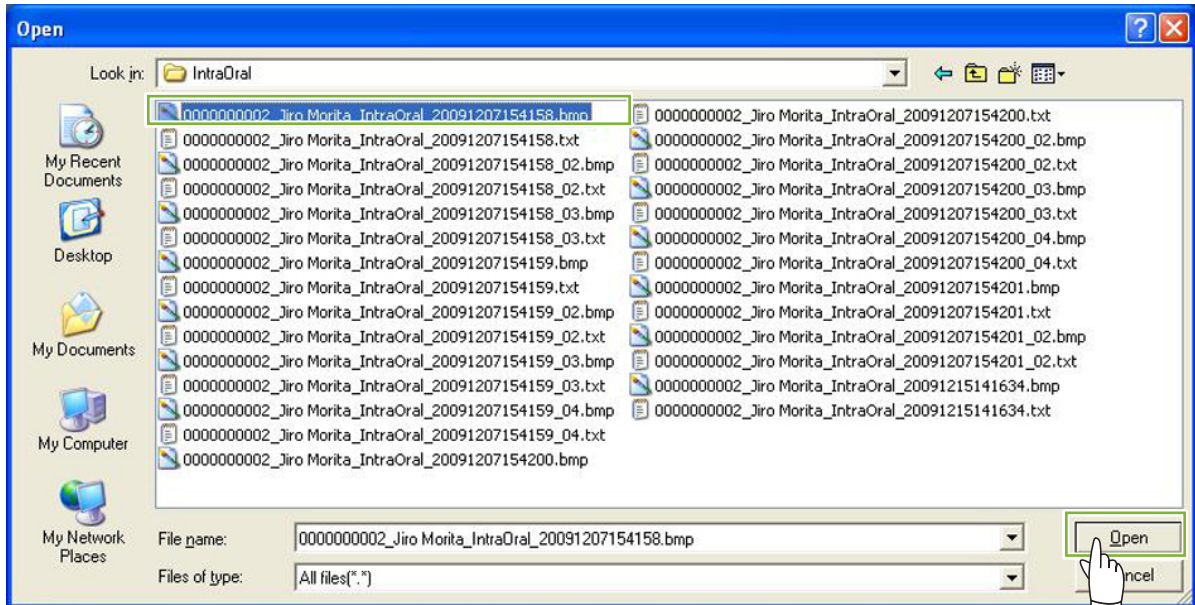 Open
Look in:
IntraOral
My Recent
Documents
Desktop
My Documents
My Computer
My Network
Places
0000000002_Jiro Morita_IntraOral_20091207154158.bmp
0000000002_Jiro Morita_IntraOral_20091207154158.txt
0000000002_Jiro Morita_IntraOral_20091207154158_02.bmp
0000000002_Jiro Morita_IntraOral_20091207154158_02.txt
0000000002_Jiro Morita_IntraOral_20091207154158_03.bmp
0000000002_Jiro Morita_IntraOral_20091207154158_03.txt
0000000002_Jiro Morita_IntraOral_20091207154159.bmp
0000000002_Jiro Morita_IntraOral_20091207154159.txt
0000000002_Jiro Morita_IntraOral_20091207154159_02.bmp
0000000002_Jiro Morita_IntraOral_20091207154159_02.txt
0000000002_Jiro Morita_IntraOral_20091207154159_03.bmp
0000000002_Jiro Morita_IntraOral_20091207154159_03.txt
0000000002_Jiro Morita_IntraOral_20091207154159_04.bmp
0000000002_Jiro Morita_IntraOral_20091207154159_04.txt
0000000002_Jiro Morita_IntraOral_20091207154200.bmp
0000000002_Jiro Morita_IntraOral_20091207154200.txt
0000000002_Jiro Morita_IntraOral_20091207154200_02.bmp
0000000002_Jiro Morita_IntraOral_20091207154200_02.txt
0000000002_Jiro Morita_IntraOral_20091207154200_03.bmp
0000000002_Jiro Morita_IntraOral_20091207154200_03.txt
0000000002_Jiro Morita_IntraOral_20091207154200_04.bmp
0000000002_Jiro Morita_IntraOral_20091207154200_04.txt
0000000002_Jiro Morita_IntraOral_20091207154201.bmp
0000000002_Jiro Morita_IntraOral_20091207154201.txt
0000000002_Jiro Morita_IntraOral_20091207154201_02.bmp
0000000002_Jiro Morita_IntraOral_20091207154201_02.txt
0000000002_Jiro Morita_IntraOral_20091215141634.bmp
0000000002_Jiro Morita_IntraOral_20091215141634.txt
File name:
0000000002_Jiro Morita_IntraOral_20091207154158.bmp
Open
Files of type:
All files(*.*)
ncel